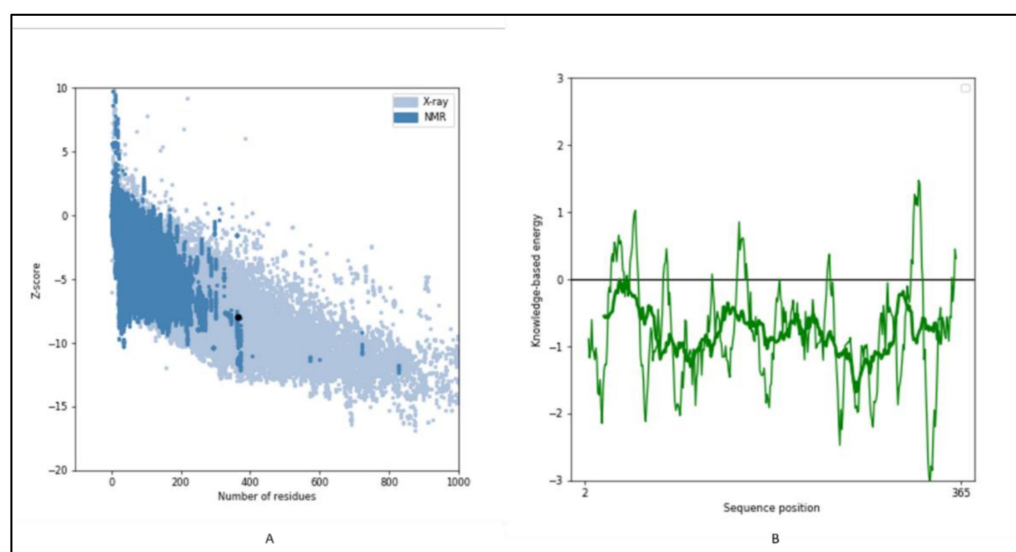 10
5
0
−5
−10
−15
−20
Z-score
0
200
400
600
800
1000
Number of residues
X-ray
NMR
A
3
2
1
0
−1
−2
−3
Knowledge-based energy
2
365
Sequence position
B